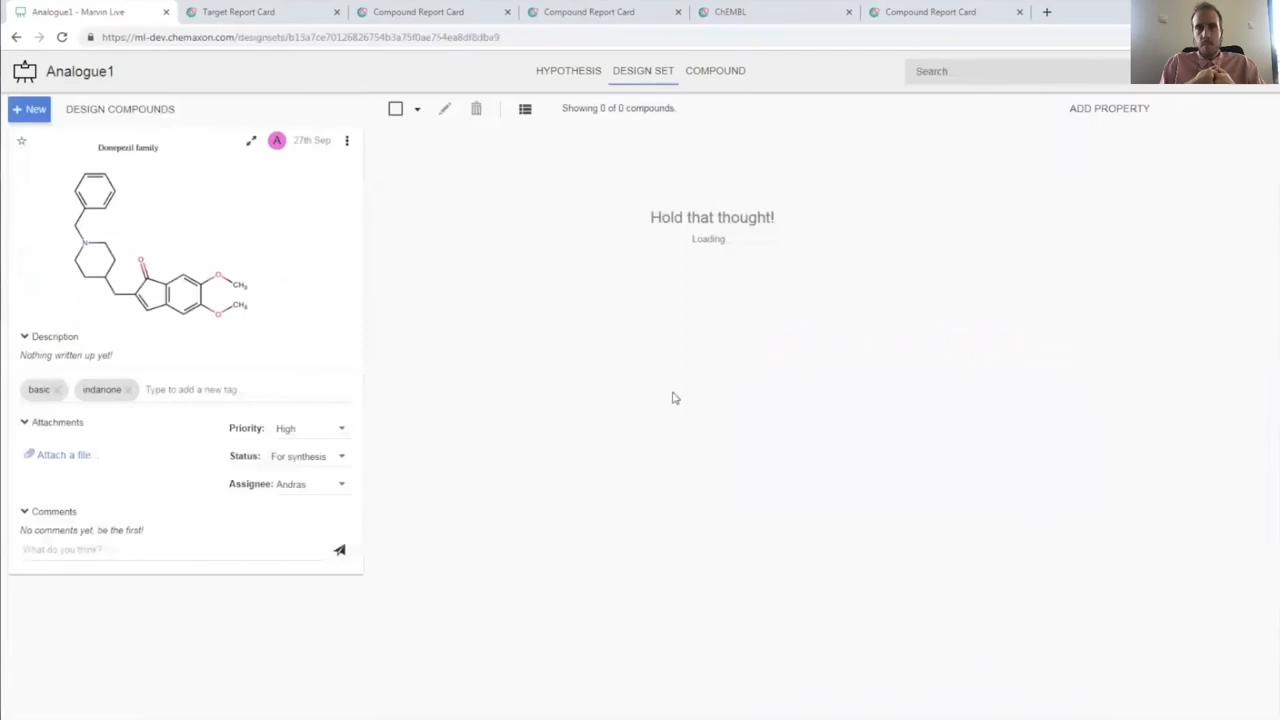 Analogue1 - Marvin Live
Target Report Card
Compound Report Card
Compound Report Card
ChEMBL
Compound Report Card
https://ml-dev.chemaxon.com/designsets/b13a7ce70126826754b3a75f0ae754ea8df8dba9
Analogue1
HYPOTHESIS
DESIGN SET
COMPOUND
Search...
+ New
DESIGN COMPOUNDS
Showing 0 of 0 compounds.
ADD PROPERTY
Donepezil family
A
27th Sep
Hold that thought!
Loading...
N
O
O
CH3
O
CH3
Description
Nothing written up yet!
basic
indanone
Type to add a new tag...
Attachments
Attach a file...
Priority: High
Status: For synthesis
Assignee: Andras
Comments
No comments yet, be the first!
What do you think?